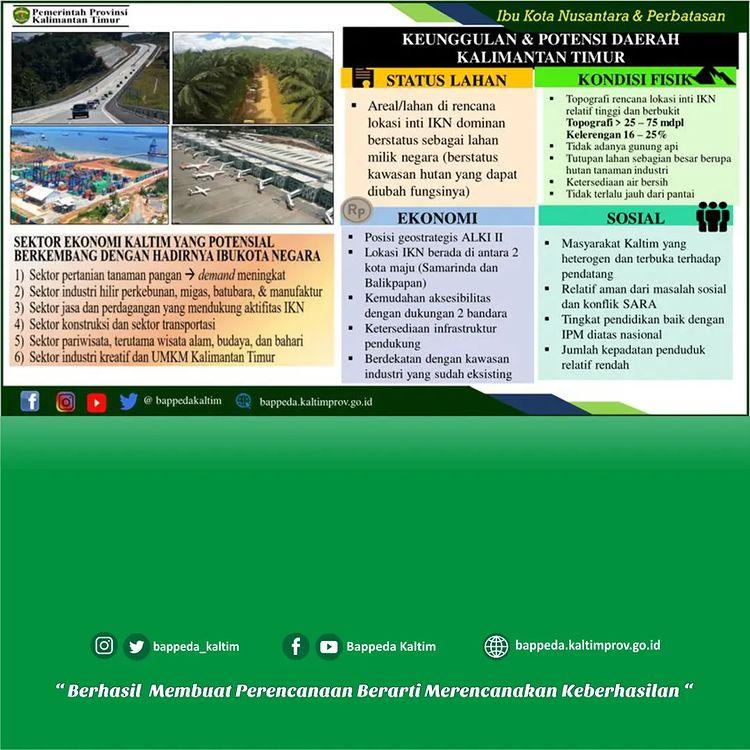 Pemerintah Provinsi
Kalimantan Timur
Ibu Kota Nusantara & Perbatasan
KEUNGGULAN & POTENSI DAERAH
KALIMANTAN TIMUR
STATUS LAHAN
▪ Areal/lahan di rencana
lokasi inti IKN dominan
berstatus sebagai lahan
milik negara (berstatus
kawasan hutan yang dapat
diubah fungsinya)
KONDISI FISIK
▪ Topografi rencana lokasi inti IKN
relatif tinggi dan berbukit
Topografi > 25 – 75 mdpl
Kelerengan 16 – 25%
▪ Tidak adanya gunung api
▪ Tutupan lahan sebagian besar berupa
hutan tanaman industri
▪ Ketersediaan air bersih
▪ Tidak terlalu jauh dari pantai
Rp
EKONOMI
▪ Posisi geostrategis ALKI II
▪ Lokasi IKN berada di antara 2
kota maju (Samarinda dan
Balikpapan)
▪ Kemudahan aksesibilitas
dengan dukungan 2 bandara
▪ Ketersediaan infrastruktur
pendukung
▪ Berdekatan dengan kawasan
industri yang sudah eksisting
SOSIAL
▪ Masyarakat Kaltim yang
heterogen dan terbuka terhadap
pendatang
▪ Relatif aman dari masalah sosial
dan konflik SARA
▪ Tingkat pendidikan baik dengan
IPM diatas nasional
▪ Jumlah kepadatan penduduk
relatif rendah
SEKTOR EKONOMI KALTIM YANG POTENSIAL
BERKEMBANG DENGAN HADIRNYA IBUKOTA NEGARA
1) Sektor pertanian tanaman pangan → demand meningkat
2) Sektor industri hilir perkebunan, migas, batubara, & manufaktur
3) Sektor jasa dan perdagangan yang mendukung aktifitas IKN
4) Sektor konstruksi dan sektor transportasi
5) Sektor pariwisata, terutama wisata alam, budaya, dan bahari
6) Sektor industri kreatif dan UMKM Kalimantan Timur
@ bappedakaltim
bappeda.kaltimprov.go.id
bappeda_kaltim
Bappeda Kaltim
bappeda.kaltimprov.go.id
“ Berhasil Membuat Perencanaan Berarti Merencanakan Keberhasilan “